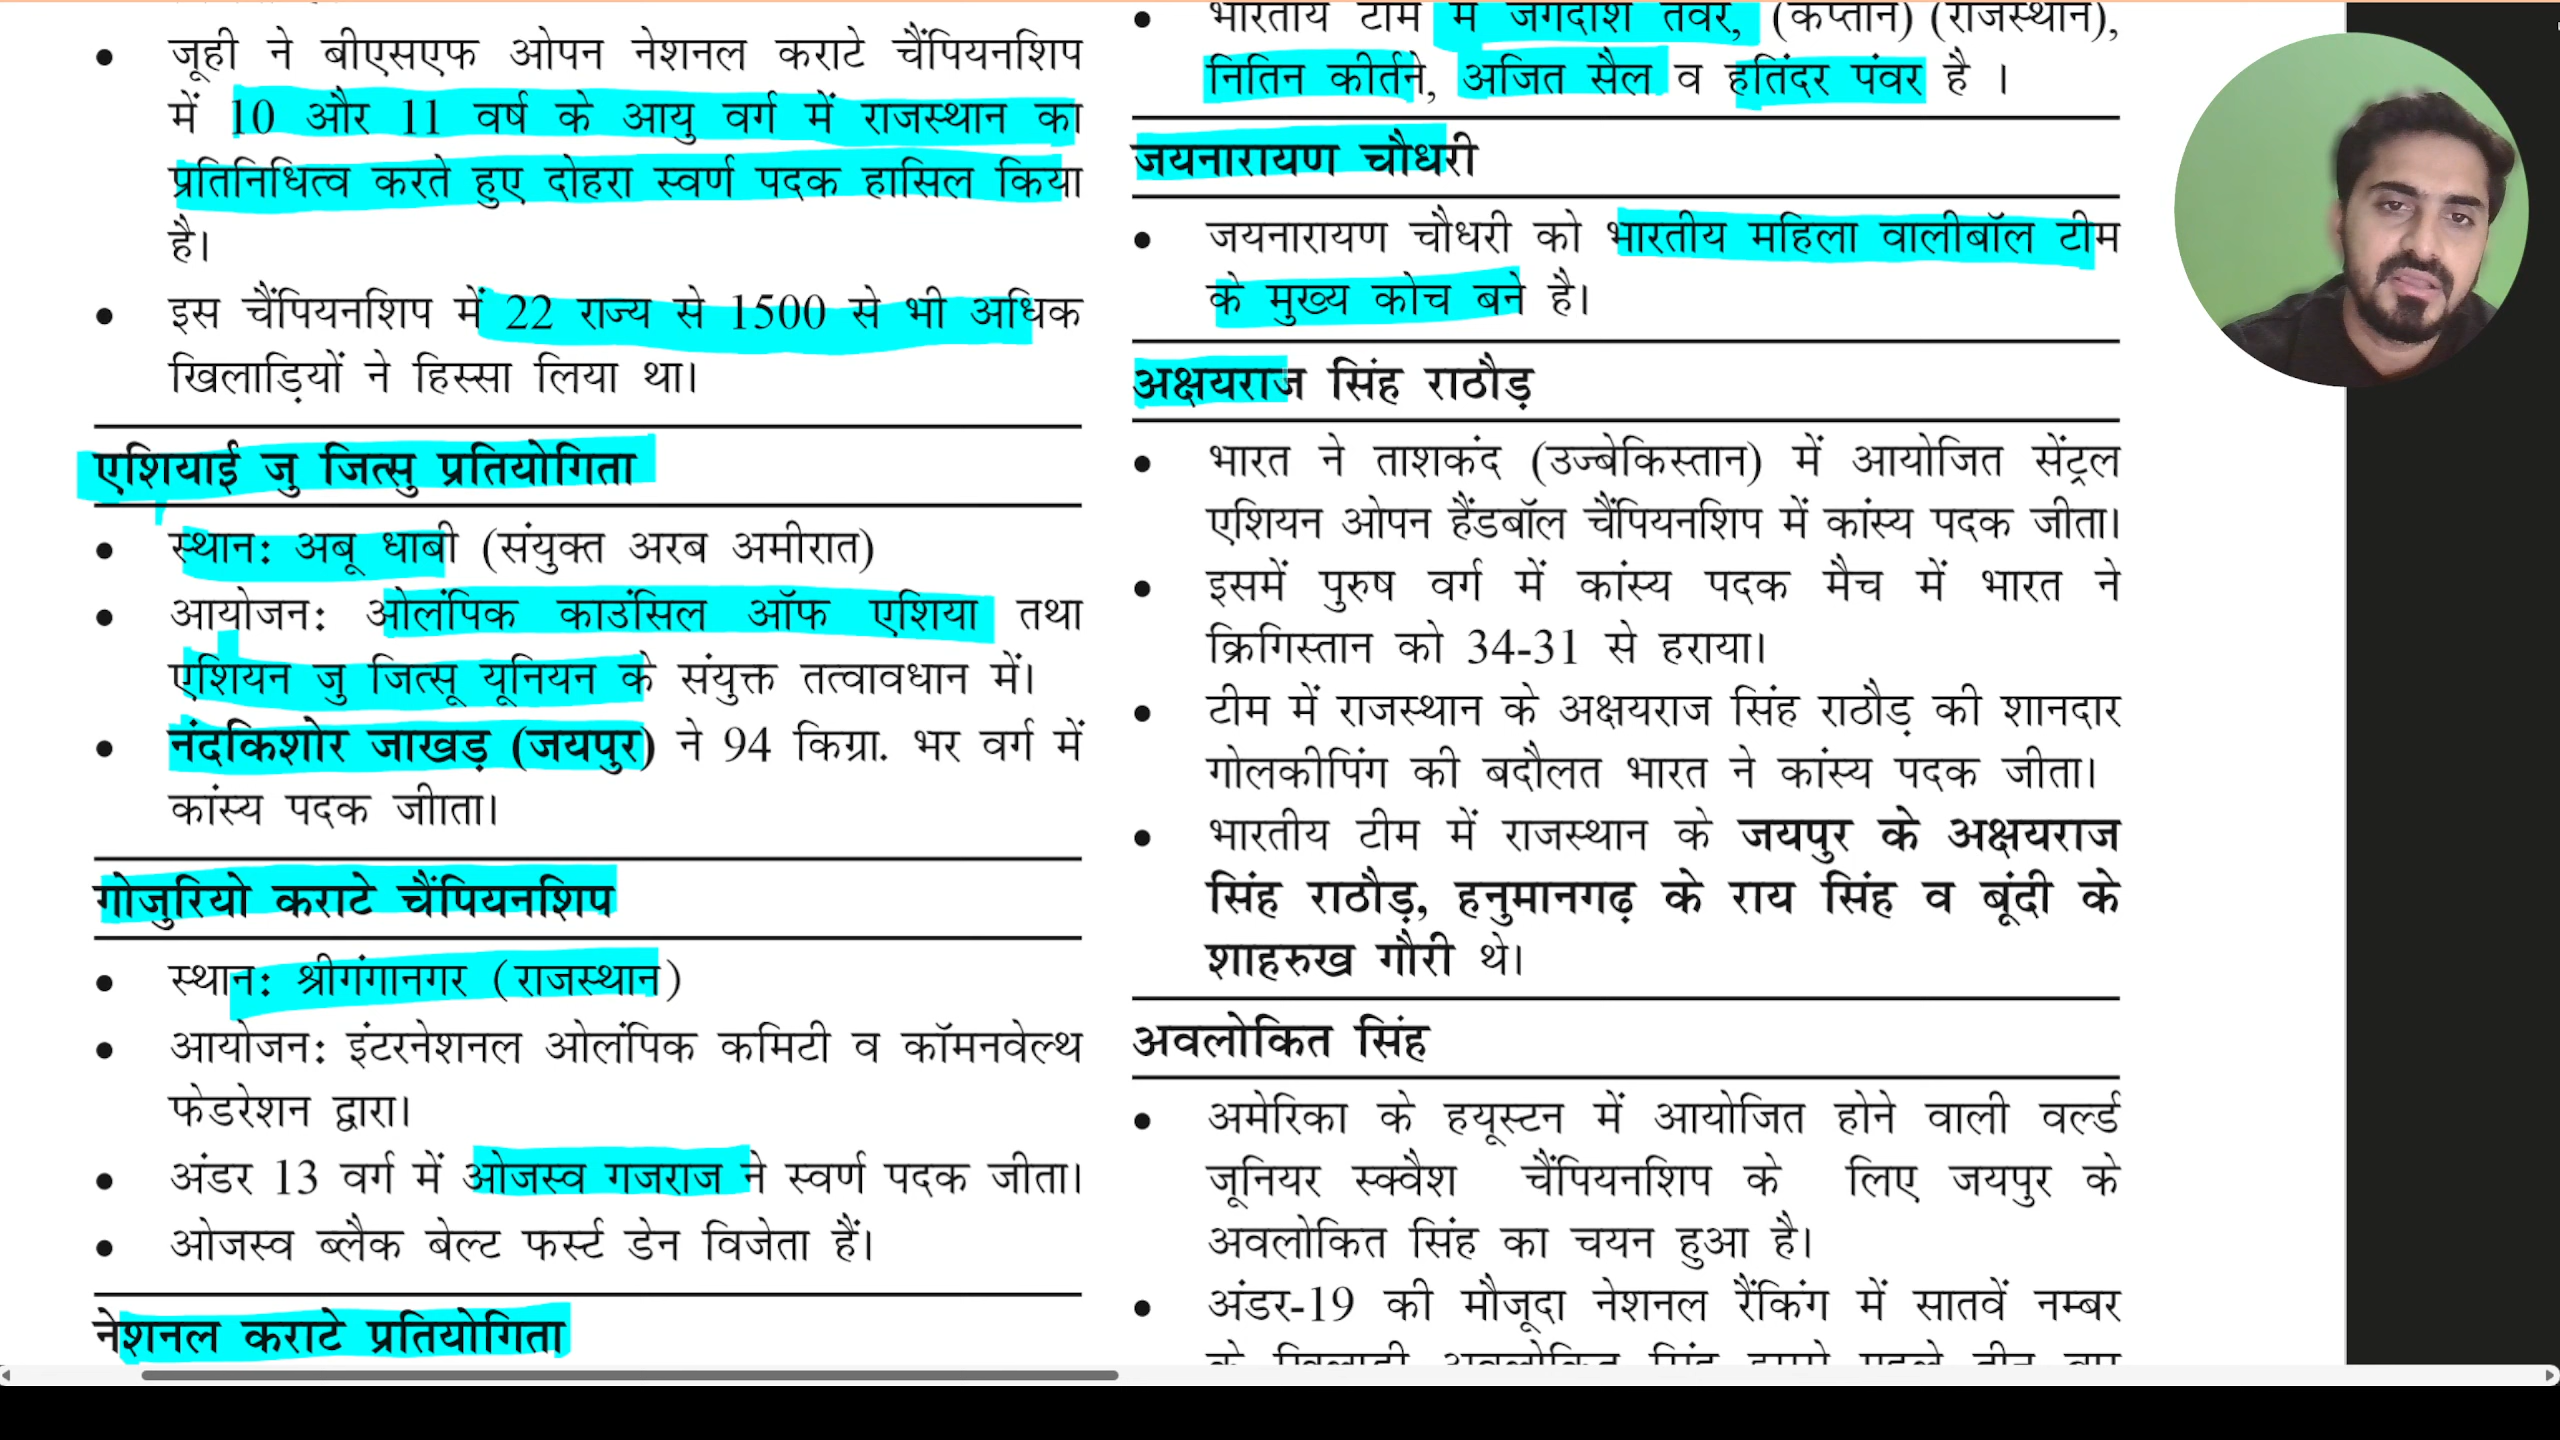 जूही ने बीएसएफ ओपन नेशनल कराटे चैंपियनशिप
में 10 और 11 वर्ष के आयु वर्ग में राजस्थान का
प्रतिनिधित्व करते हुए दोहरा स्वर्ण पदक हासिल किया
है।
इस चैंपियनशिप में 22 राज्य से 1500 से भी अधिक
खिलाड़ियों ने हिस्सा लिया था।
एशियाई जु जित्सु प्रतियोगिता
स्थान: अबू धाबी (संयुक्त अरब अमीरात)
आयोजन: ओलंपिक काउंसिल ऑफ एशिया तथा
एशियन जु जित्सू यूनियन के संयुक्त तत्वावधान में।
नंदकिशोर जाखड़ (जयपुर) ने 94 किग्रा. भर वर्ग में
कांस्य पदक जीाता।
गोजुरियो कराटे चैंपियनशिप
स्थान: श्रीगंगानगर (राजस्थान)
आयोजन: इंटरनेशनल ओलंपिक कमिटी व कॉमनवेल्थ
फेडरेशन द्वारा।
अंडर 13 वर्ग में ओजस्व गजराज ने स्वर्ण पदक जीता।
ओजस्व ब्लैक बेल्ट फर्स्ट डेन विजेता हैं।
नेशनल कराटे प्रतियोगिता
भारतीय टीम में जगदीश तंवर, (कप्तान) (राजस्थान),
नितिन कीर्तने, अजित सैल व हतिंदर पंवर है ।
जयनारायण चौधरी
जयनारायण चौधरी को भारतीय महिला वालीबॉल टीम
के मुख्य कोच बने है।
अक्षयराज सिंह राठौड़
भारत ने ताशकंद (उज्बेकिस्तान) में आयोजित सेंट्रल
एशियन ओपन हैंडबॉल चैंपियनशिप में कांस्य पदक जीता।
इसमें पुरुष वर्ग में कांस्य पदक मैच में भारत ने
क्रिगिस्तान को 34-31 से हराया।
टीम में राजस्थान के अक्षयराज सिंह राठौड़ की शानदार
गोलकीपिंग की बदौलत भारत ने कांस्य पदक जीता।
भारतीय टीम में राजस्थान के जयपुर के अक्षयराज
सिंह राठौड़, हनुमानगढ़ के राय सिंह व बूंदी के
शाहरुख गौरी थे।
अवलोकित सिंह
अमेरिका के हयूस्टन में आयोजित होने वाली वर्ल्ड
जूनियर स्क्वैश चैंपियनशिप के लिए जयपुर के
अवलोकित सिंह का चयन हुआ है।
अंडर-19 की मौजूदा नेशनल रैंकिंग में सातवें नम्बर